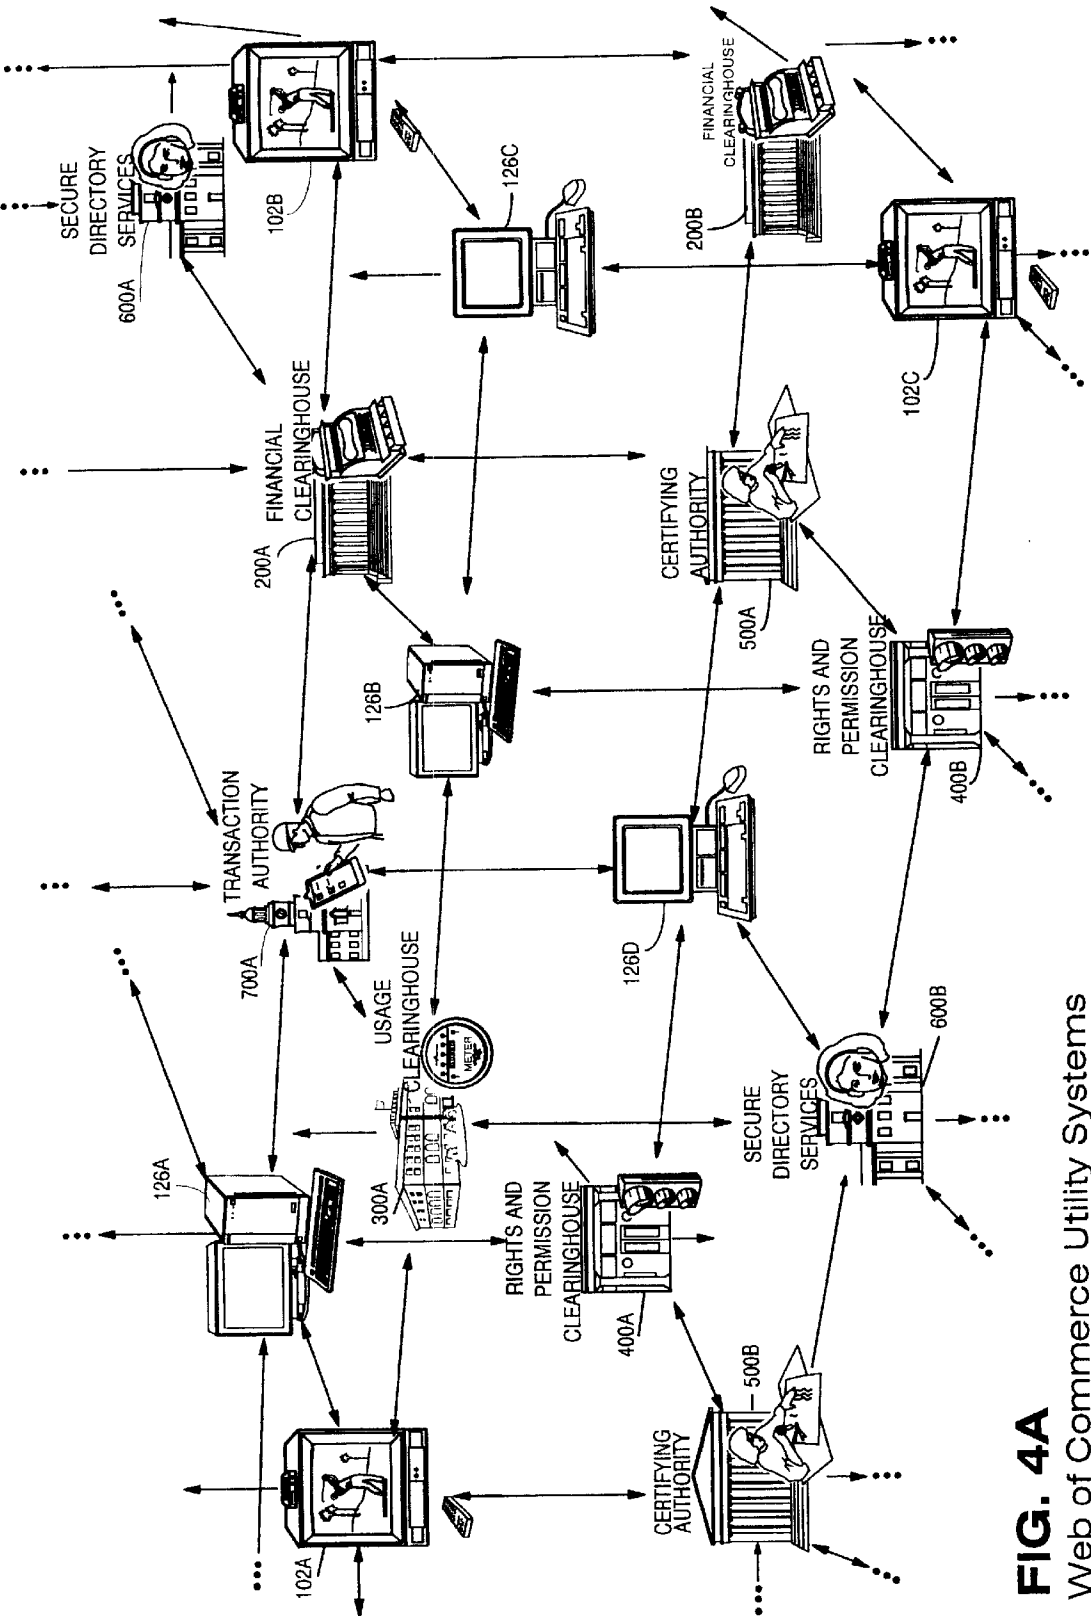 SECURE
DIRECTORY
SERVICES
600A
126A
TRANSACTION
AUTHORITY
700A
FINANCIAL
CLEARINGHOUSE
200A
102B
102A
126B
USAGE
CLEARINGHOUSE
300A
METER
126C
RIGHTS AND
PERMISSION
CLEARINGHOUSE
400A
126D
CERTIFYING
AUTHORITY
500B
CERTIFYING
AUTHORITY
500A
FINANCIAL
CLEARINGHOUSE
200B
SECURE
DIRECTORY
SERVICES
600B
RIGHTS AND
PERMISSION
CLEARINGHOUSE
400B
102C
FIG. 4A
Web of Commerce Utility Systems